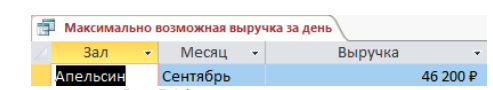 Максимально возможная выручка за день
Зал Месяц Выручка
Апельсин Сентябрь 46 200 ₽